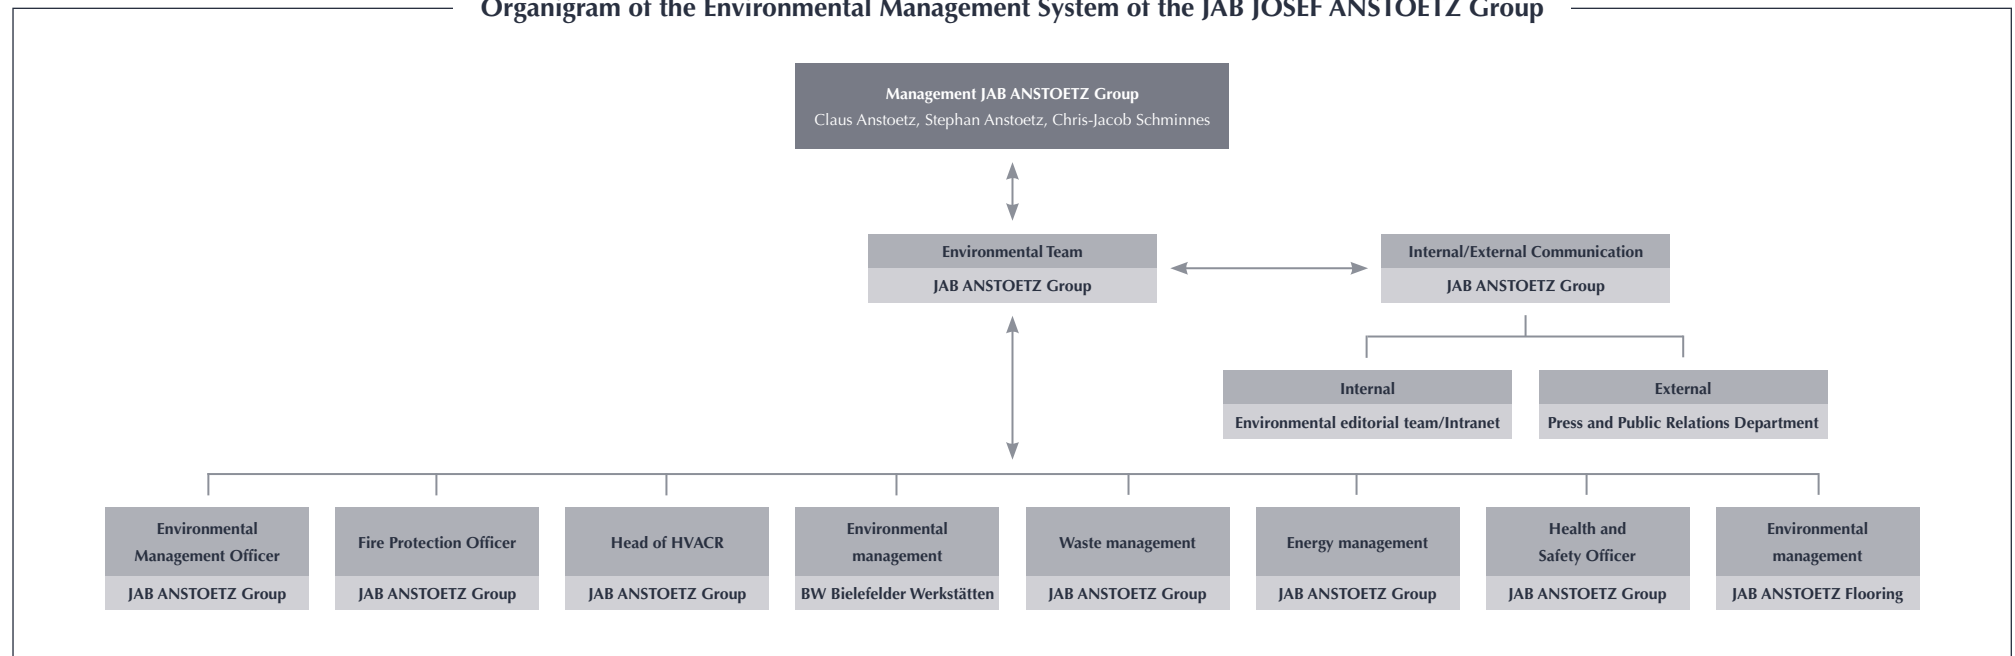 Organigram of the Environmental Management System of the JAB JOSEF ANSTOETZ Group
Management JAB ANSTOETZ Group
Claus Anstoetz, Stephan Anstoetz, Chris-Jacob Schminnes
Environmental Team
JAB ANSTOETZ Group
Internal/External Communication
JAB ANSTOETZ Group
Internal
Environmental editorial team/Intranet
External
Press and Public Relations Department
Environmental
Management Officer
JAB ANSTOETZ Group
Fire Protection Officer
JAB ANSTOETZ Group
Head of HVACR
JAB ANSTOETZ Group
Environmental
management
BW Bielefelder Werkstätten
Waste management
JAB ANSTOETZ Group
Energy management
JAB ANSTOETZ Group
Health and
Safety Officer
JAB ANSTOETZ Group
Environmental
management
JAB ANSTOETZ Flooring